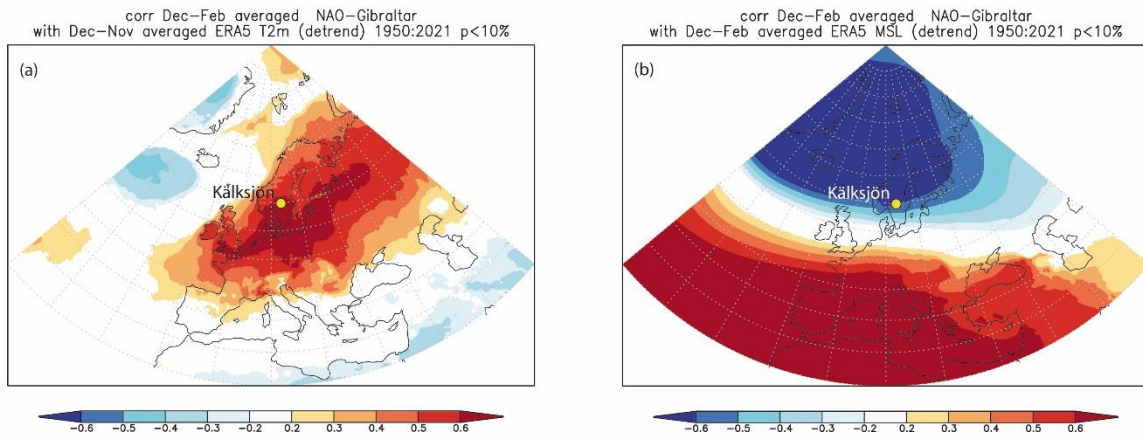 corr Dec-Feb averaged NAO-Gibraltar
with Dec-Nov averaged ERA5 T2m (detrend) 1950:2021 p<10%
(a)
Kälksjön
-0.6 -0.5 -0.4 -0.3 -0.2 0.2 0.3 0.4 0.5 0.6
corr Dec-Feb averaged NAO-Gibraltar
with Dec-Feb averaged ERA5 MSL (detrend) 1950:2021 p<10%
(b)
Kälksjön
-0.6 -0.5 -0.4 -0.3 -0.2 0.2 0.3 0.4 0.5 0.6